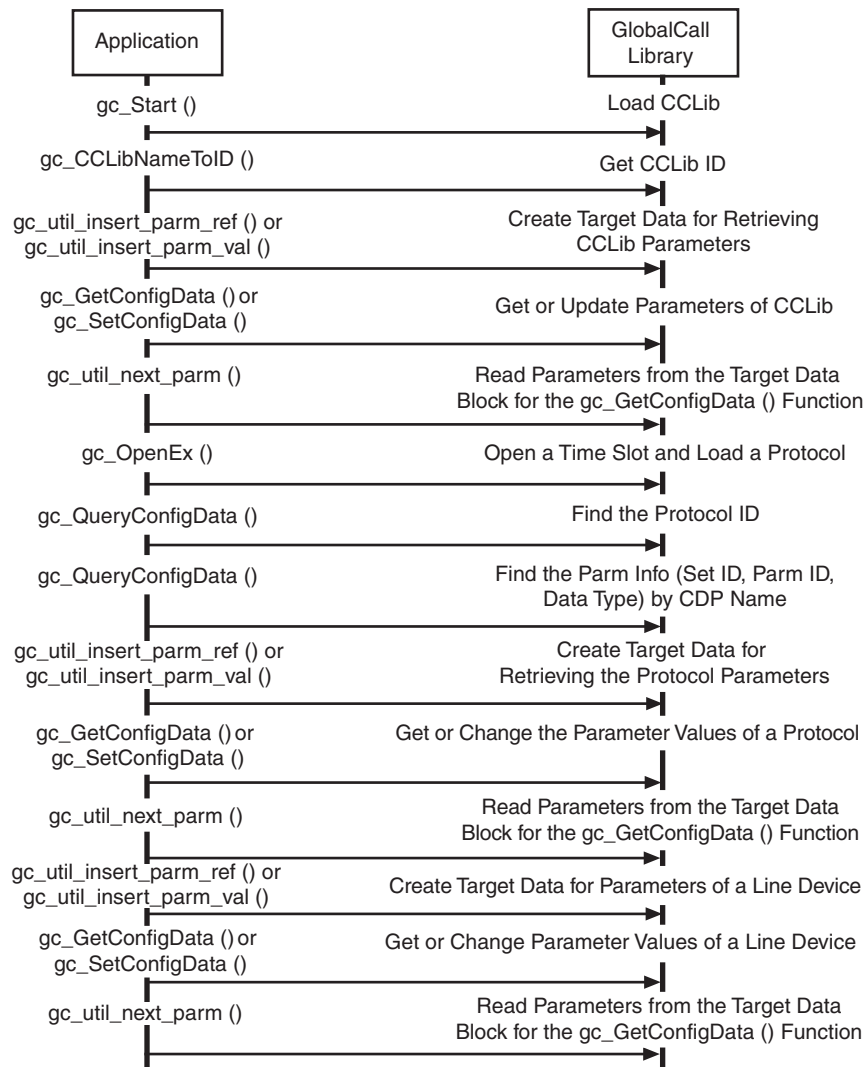 Application
GlobalCall
Library
gc_Start ()
Load CCLib
gc_CCLibNameToID ()
Get CCLib ID
gc_util_insert_parm_ref () or
gc_util_insert_parm_val ()
Create Target Data for Retrieving
CCLib Parameters
gc_GetConfigData () or
gc_SetConfigData ()
Get or Update Parameters of CCLib
gc_util_next_parm ()
Read Parameters from the Target Data
Block for the gc_GetConfigData () Function
gc_OpenEx ()
Open a Time Slot and Load a Protocol
gc_QueryConfigData ()
Find the Protocol ID
gc_QueryConfigData ()
Find the Parm Info (Set ID, Parm ID,
Data Type) by CDP Name
gc_util_insert_parm_ref () or
gc_util_insert_parm_val ()
Create Target Data for
Retrieving the Protocol Parameters
gc_GetConfigData () or
gc_SetConfigData ()
Get or Change the Parameter Values of a Protocol
gc_util_next_parm ()
Read Parameters from the Target Data
Block for the gc_GetConfigData () Function
gc_util_insert_parm_ref () or
gc_util_insert_parm_val ()
Create Target Data for Parameters of a Line Device
gc_GetConfigData () or
gc_SetConfigData ()
Get or Change Parameter Values of a Line Device
gc_util_next_parm ()
Read Parameters from the Target Data
Block for the gc_GetConfigData () Function